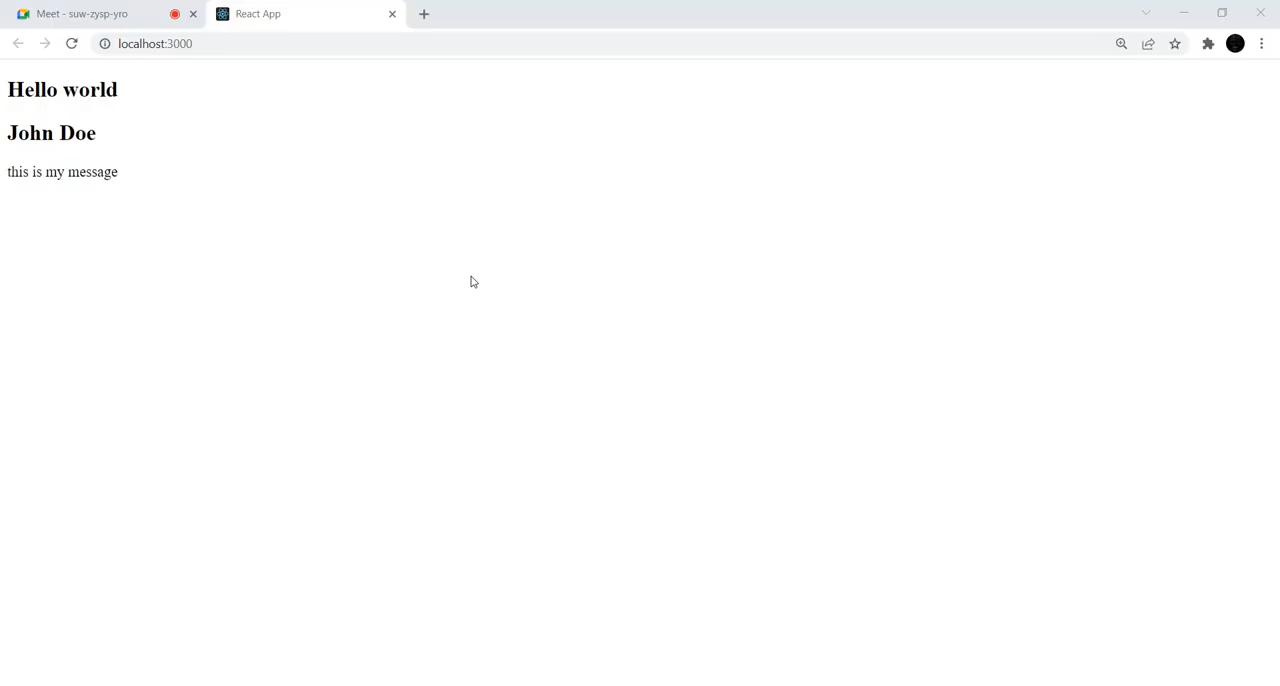 Meet - suw-zysp-yro
React App
localhost:3000
Hello world
John Doe
this is my message